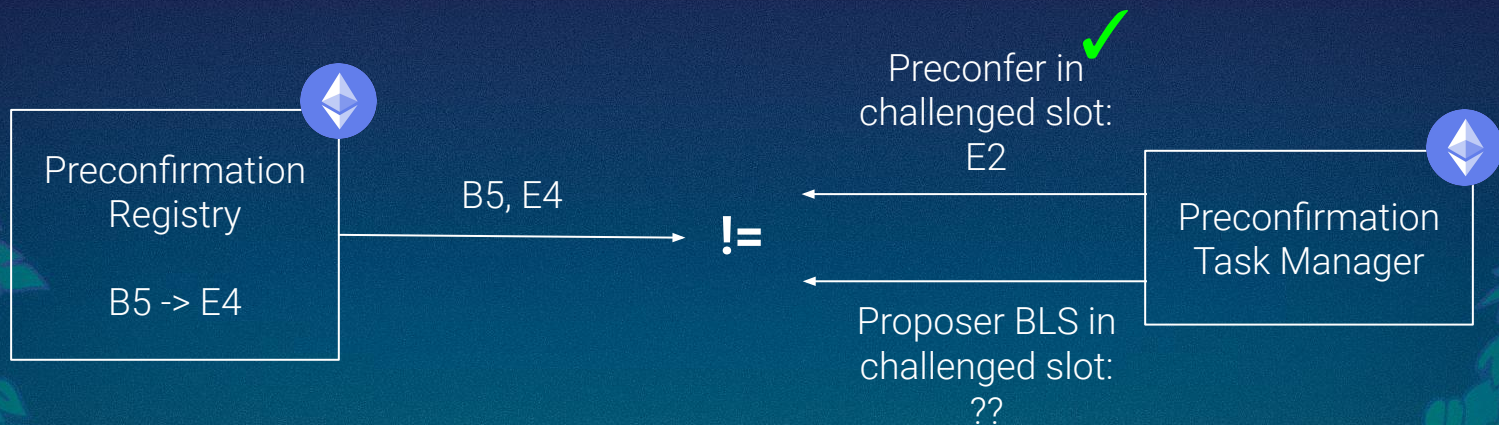 Preconfirmation
Registry
B5 -> E4
B5, E4
!=
Preconfer in
challenged slot:
E2
Proposer BLS in
challenged slot:
??
Preconfirmation
Task Manager